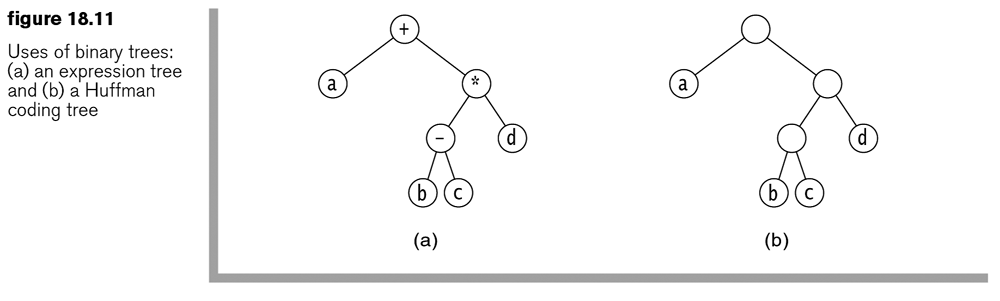 figure 18.11
Uses of binary trees:
(a) an expression tree
and (b) a Huffman
coding tree
+
a
*
−
d
b c
(a)
a
d
b c
(b)